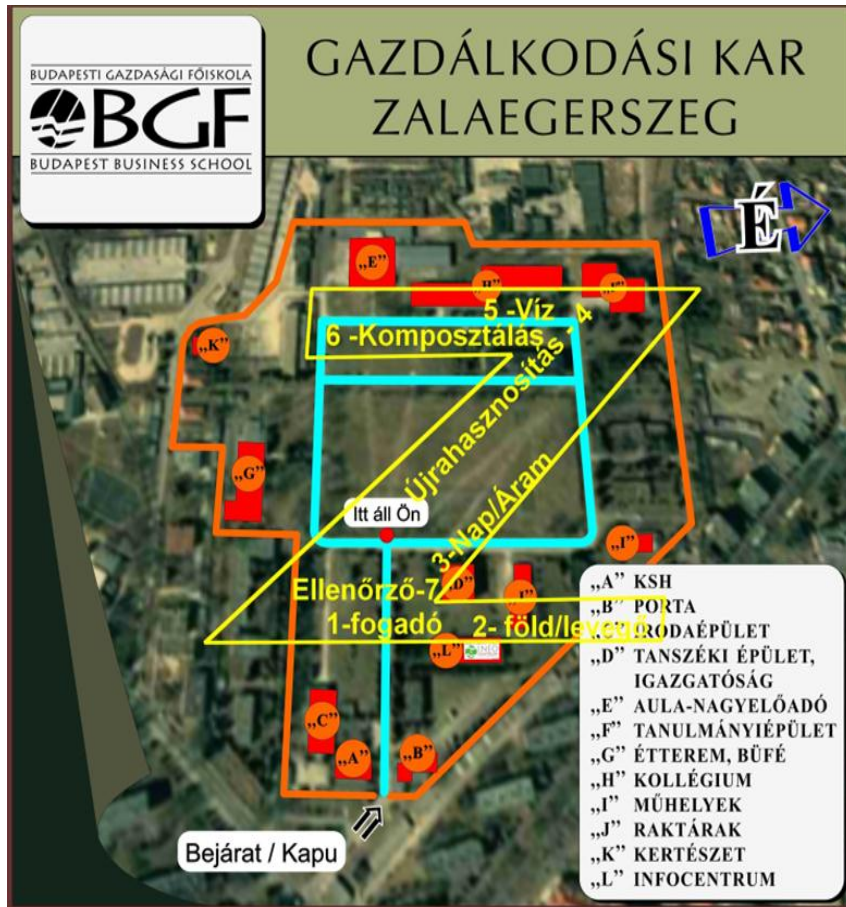 BUDAPESTI GAZDASÁGI FŐISKOLA
BGF
BUDAPEST BUSINESS SCHOOL
GAZDÁLKODÁSI KAR
ZALAEGERSZEG
É
„E”
„H”
„F”
5 -Víz
6 -Komposztálás
Újrahasznosítás - 4
„K”
„G”
Itt áll Ön
3-Nap/Áram
„I”
„D”
„J”
Ellenőrző-7
1-fogadó
2- föld/levegő
„L”
„C”
„A”
„B”
Bejárat / Kapu
„A” KSH
„B” PORTA
„C” IRODAÉPÜLET
„D” TANSZÉKI ÉPÜLET,
IGAZGATÓSÁG
„E” AULA-NAGYELŐADÓ
„F” TANULMÁNYIÉPÜLET
„G” ÉTTEREM, BÜFÉ
„H” KOLLÉGIUM
„I” MŰHELYEK
„J” RAKTÁRAK
„K” KERTÉSZET
„L” INFOCENTRUM